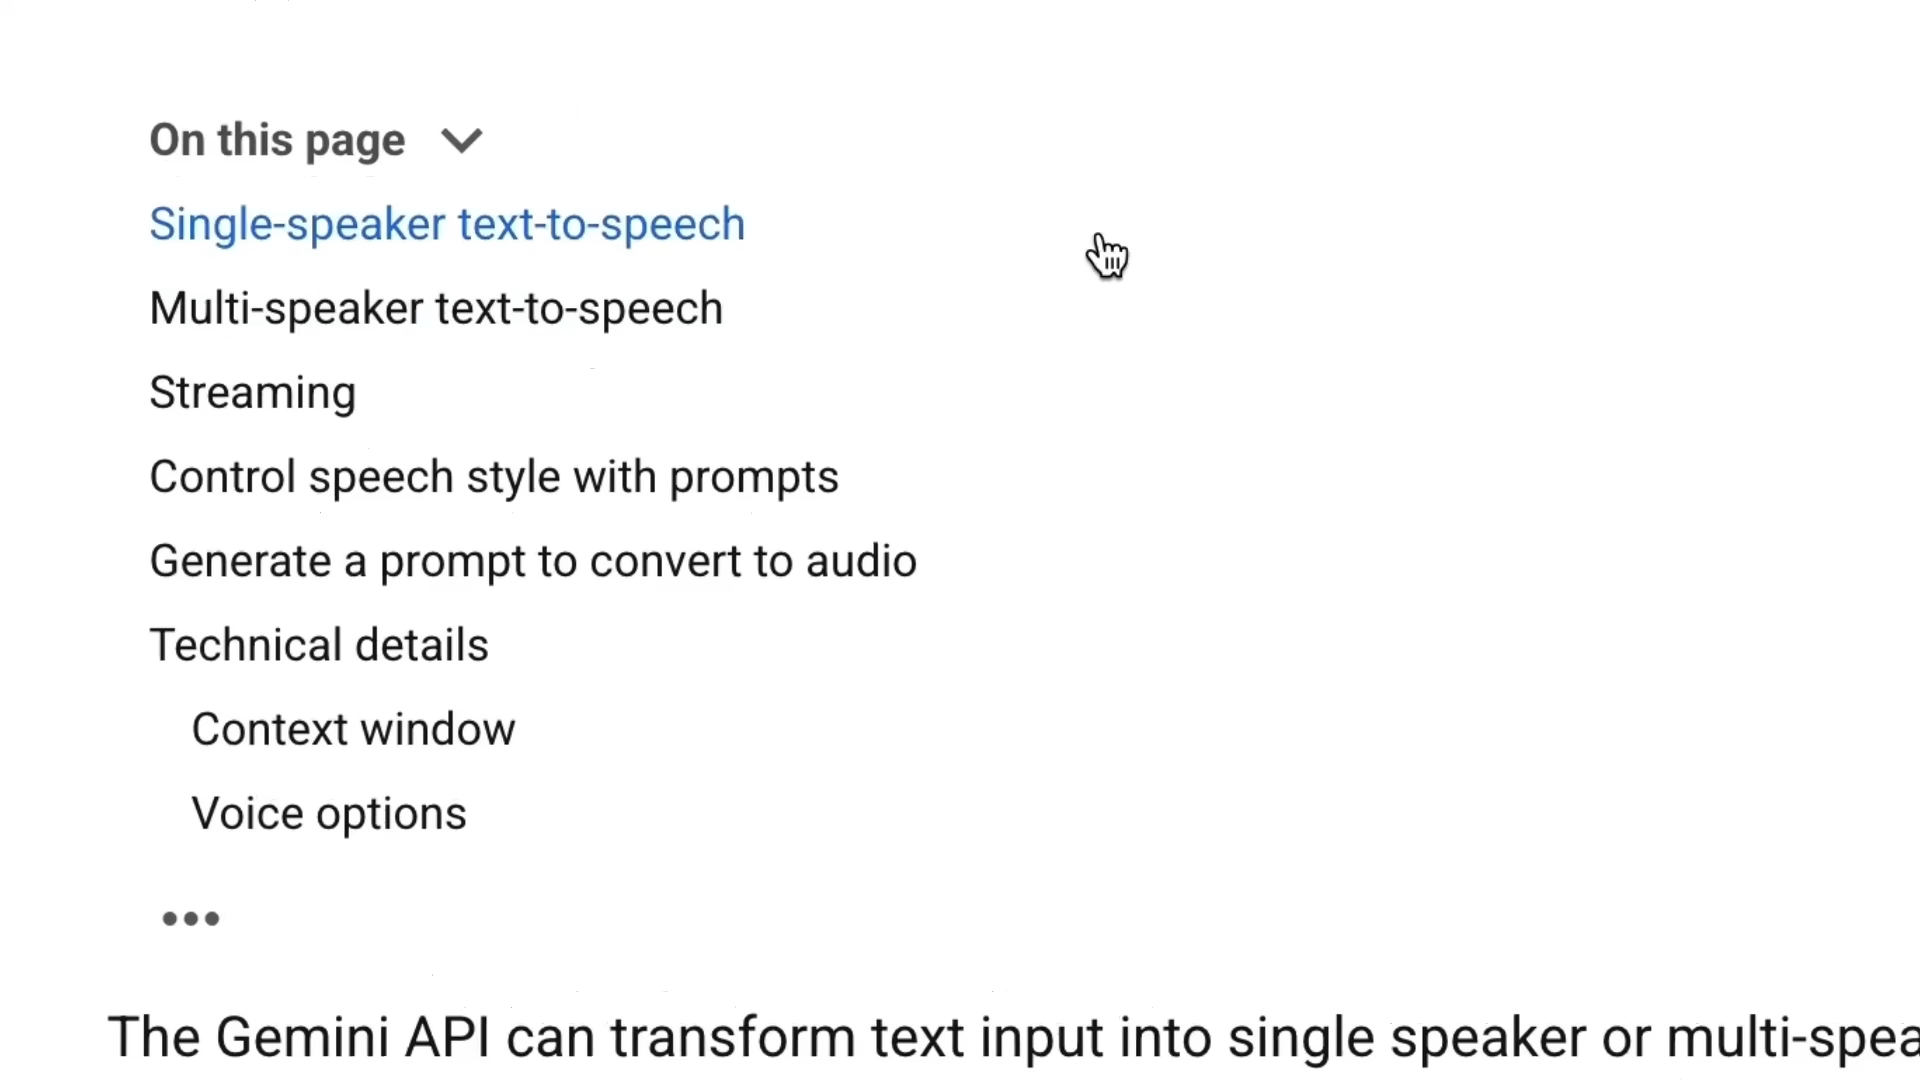 On this page
Single-speaker text-to-speech
Multi-speaker text-to-speech
Streaming
Control speech style with prompts
Generate a prompt to convert to audio
Technical details
Context window
Voice options
The Gemini API can transform text input into single speaker or multi-spea